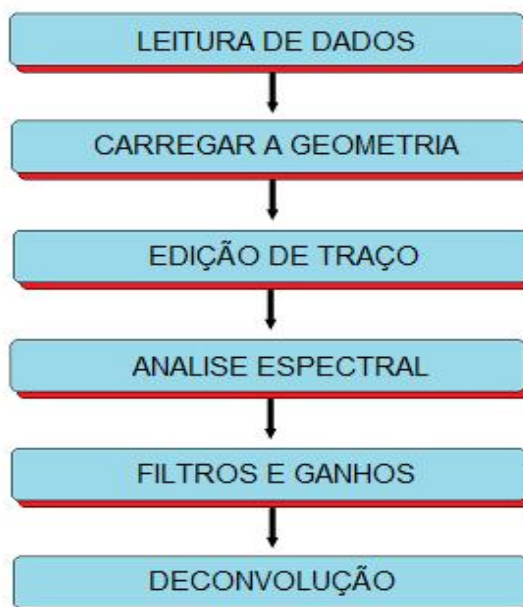 LEITURA DE DADOS
CARREGAR A GEOMETRIA
EDIÇÃO DE TRAÇO
ANALISE ESPECTRAL
FILTROS E GANHOS
DECONVOLUÇÃO